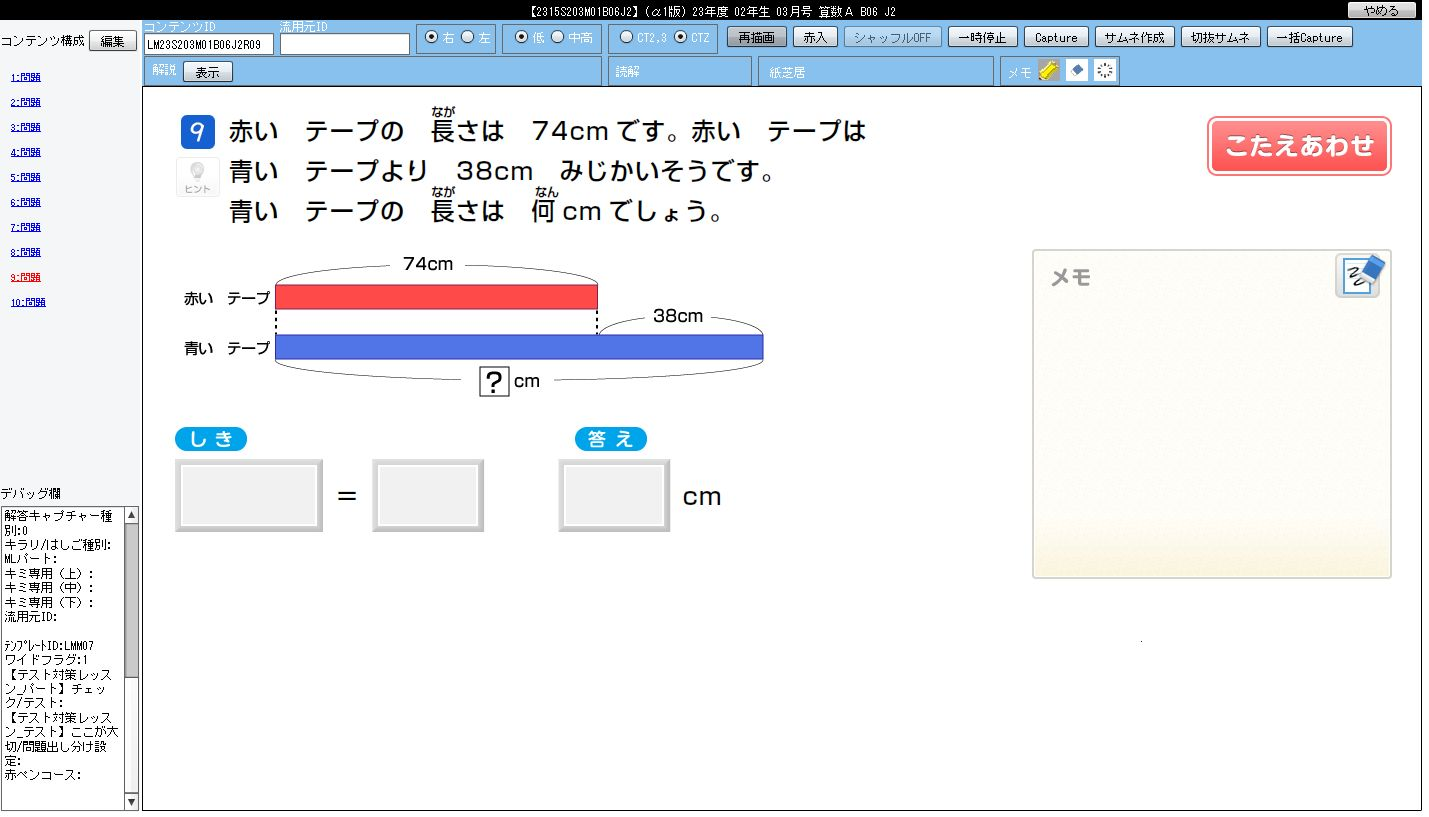 【2315S203M01B06J2】(α1版) 23年度 02年生 03月号 算数A B06 J2
やめる
コンテンツ構成
編集
コンテンツID
LM23S203M01B06J2R09
流用元ID
右
左
低
中高
CT2,3
CTZ
再描画
赤入
シャッフルOFF
一時停止
Capture
サムネ作成
切抜サムネ
一括Capture
解説
表示
読解
紙芝居
メモ
1:問題
2:問題
3:問題
4:問題
5:問題
6:問題
7:問題
8:問題
9:問題
10:問題
デバッグ欄
解答キャプチャー種
別:0
キラリ/はしご種別:
MLパート:
キミ専用（上）:
キミ専用（中）:
キミ専用（下）:
流用元ID:
ﾃﾝﾌﾟﾚｰﾄID:LMM07
ワイドフラグ:1
【テスト対策レッス
ン_パート】チェッ
ク/テスト:
【テスト対策レッス
ン_テスト】ここが大
切/問題出し分け設
定:
赤ペンコース:
なが
9 赤い テープの 長さは 74cmです。赤い テープは
ヒント
青い テープより 38cm みじかいそうです。
なが なん
青い テープの 長さは 何cmでしょう。
こたえあわせ
74cm
赤い テープ
38cm
青い テープ
? cm
しき
答え
=
cm
メモ